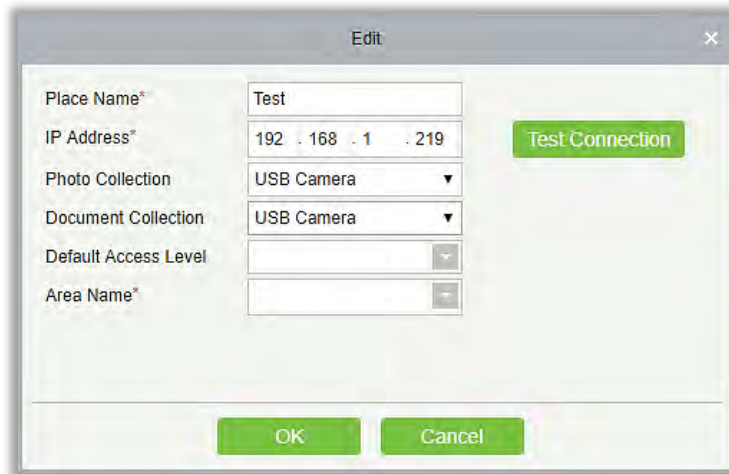 Edit
Place Name* Test
IP Address* 192 . 168 . 1 . 219 Test Connection
Photo Collection USB Camera
Document Collection USB Camera
Default Access Level
Area Name*
OK Cancel